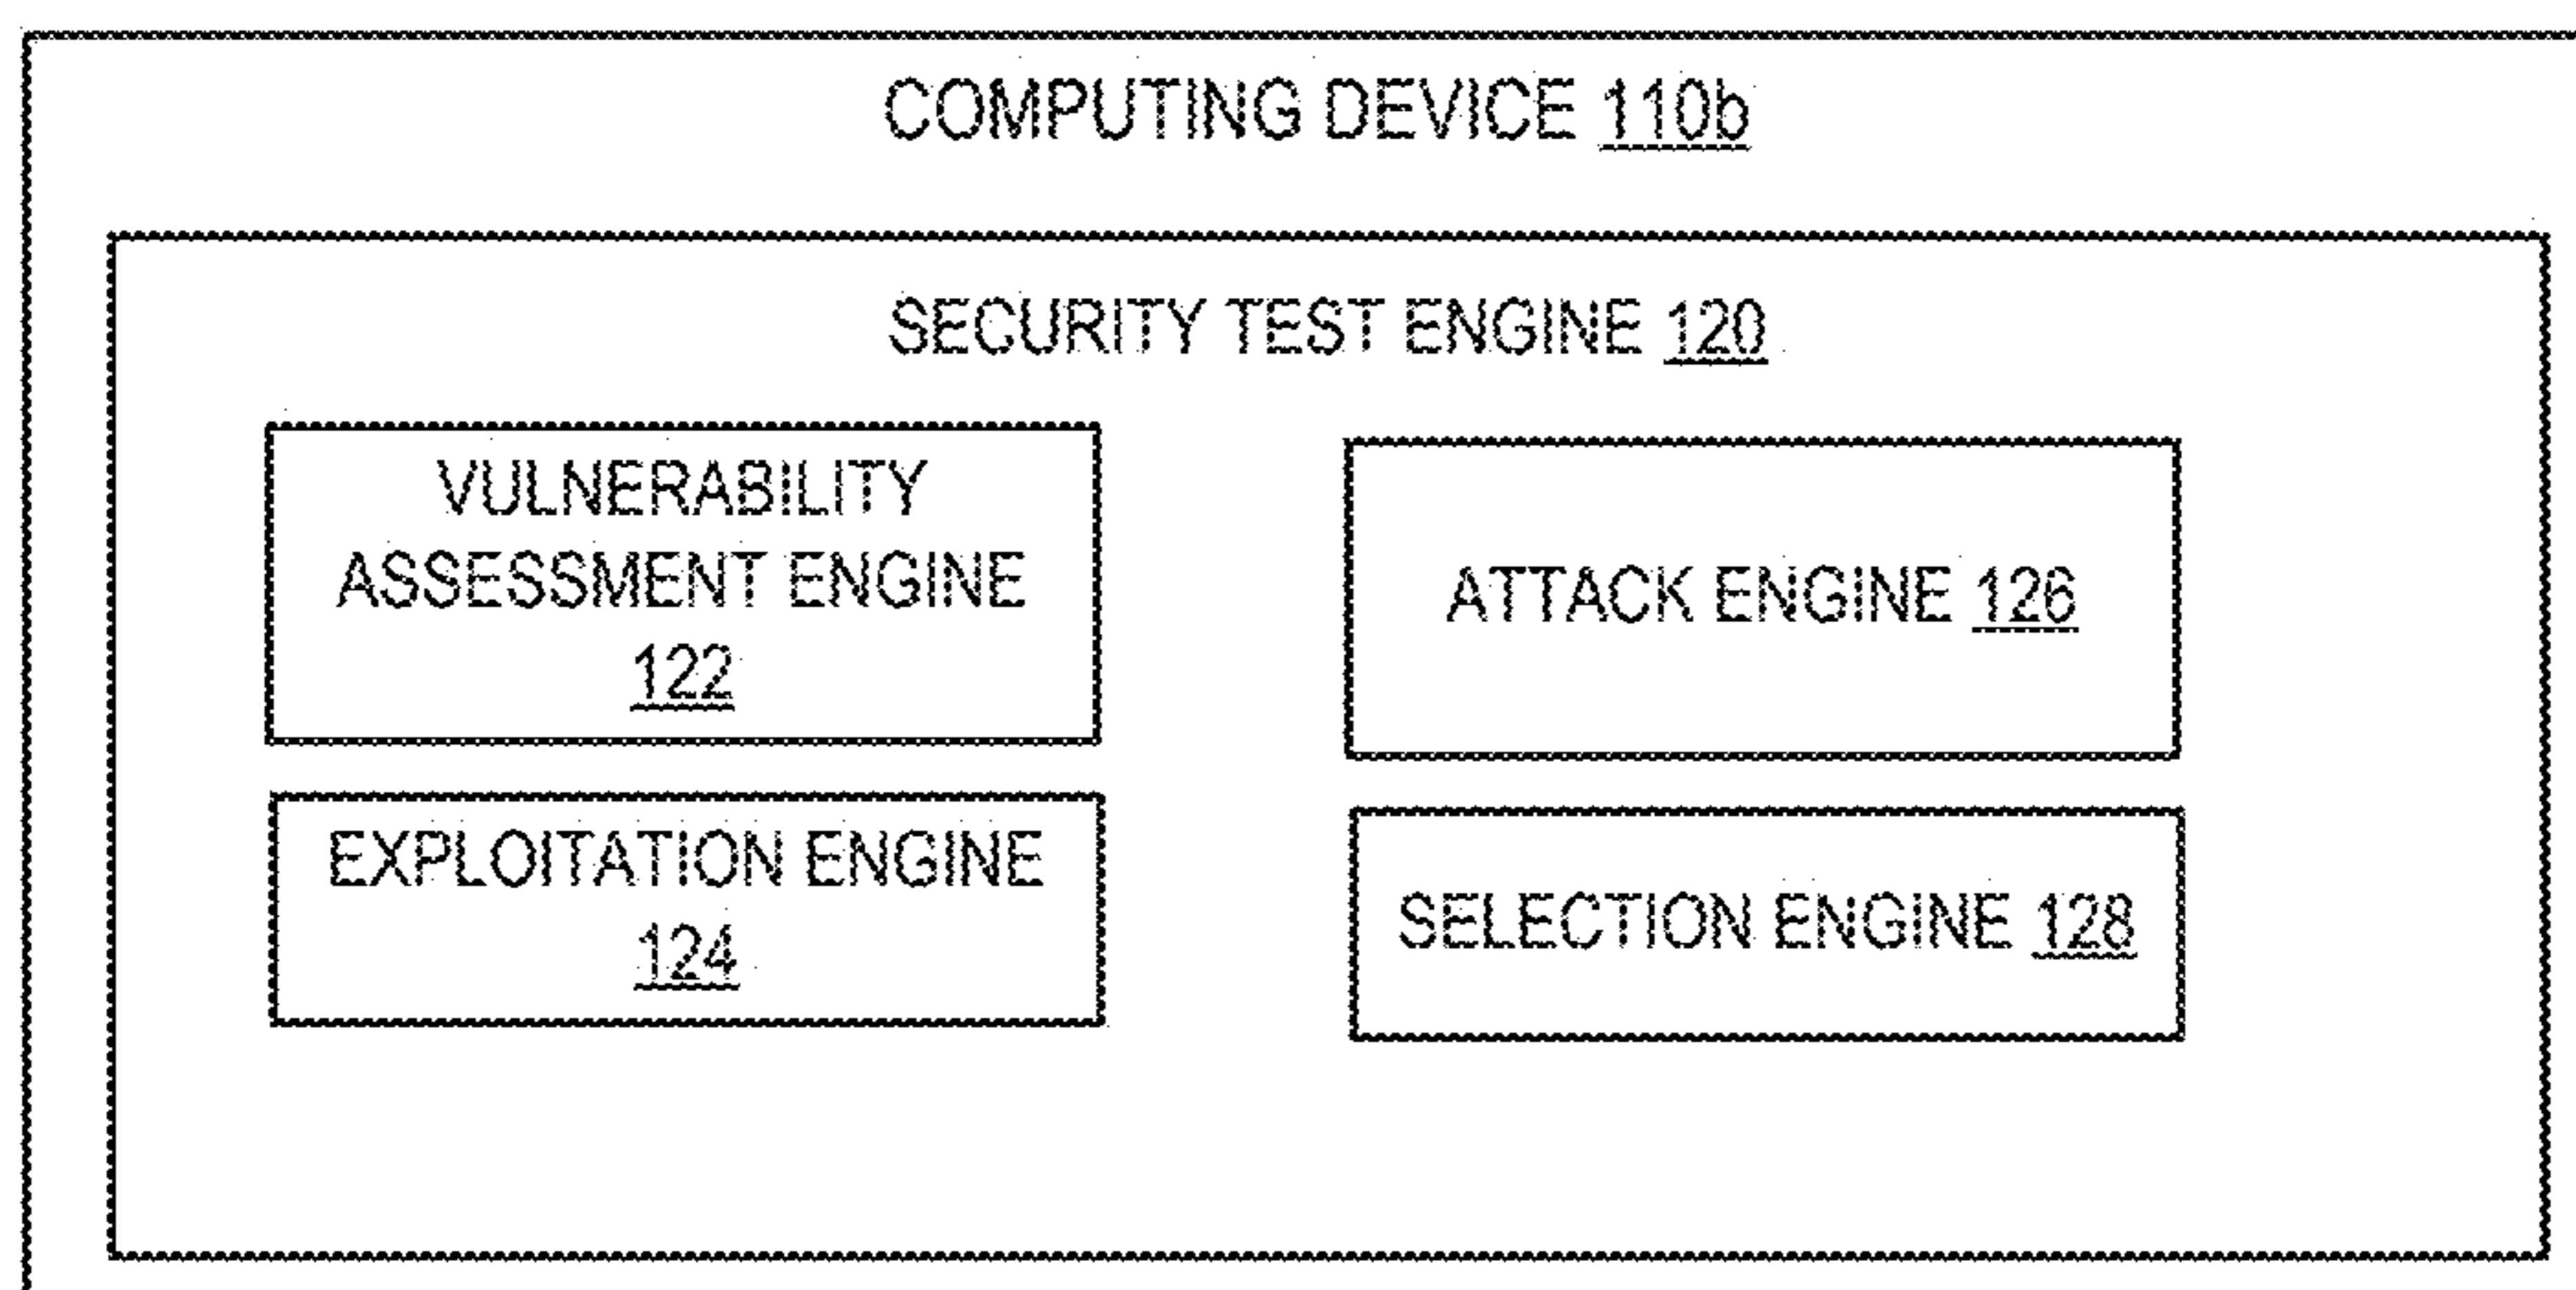 COMPUTING DEVICE 110b
SECURITY TEST ENGINE 120
VULNERABILITY
ASSESSMENT ENGINE
122
EXPLOITATION ENGINE
124
ATTACK ENGINE 126
SELECTION ENGINE 128